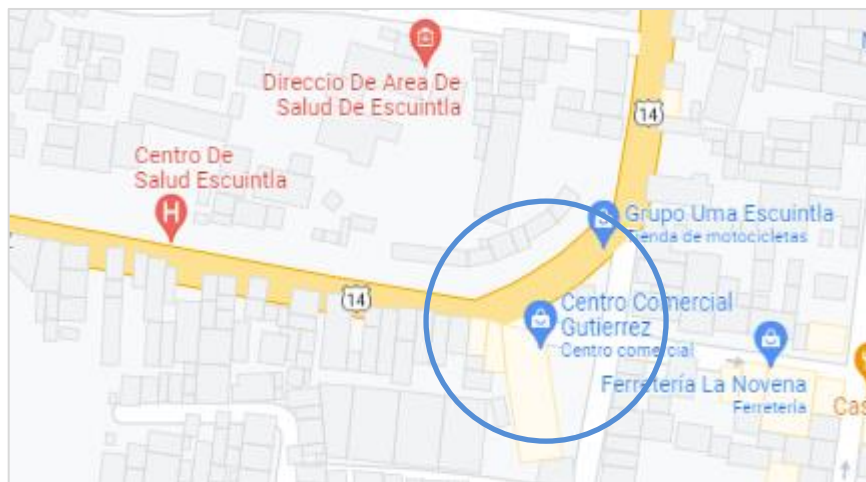 Direccio De Area De
Salud De Escuintla
14
Centro De
Salud Escuintla
Grupo Uma Escuintla
Tienda de motocicletas
14
Centro Comercial
Gutierrez
Centro comercial
Ferretería La Novena
Ferretería
Cas